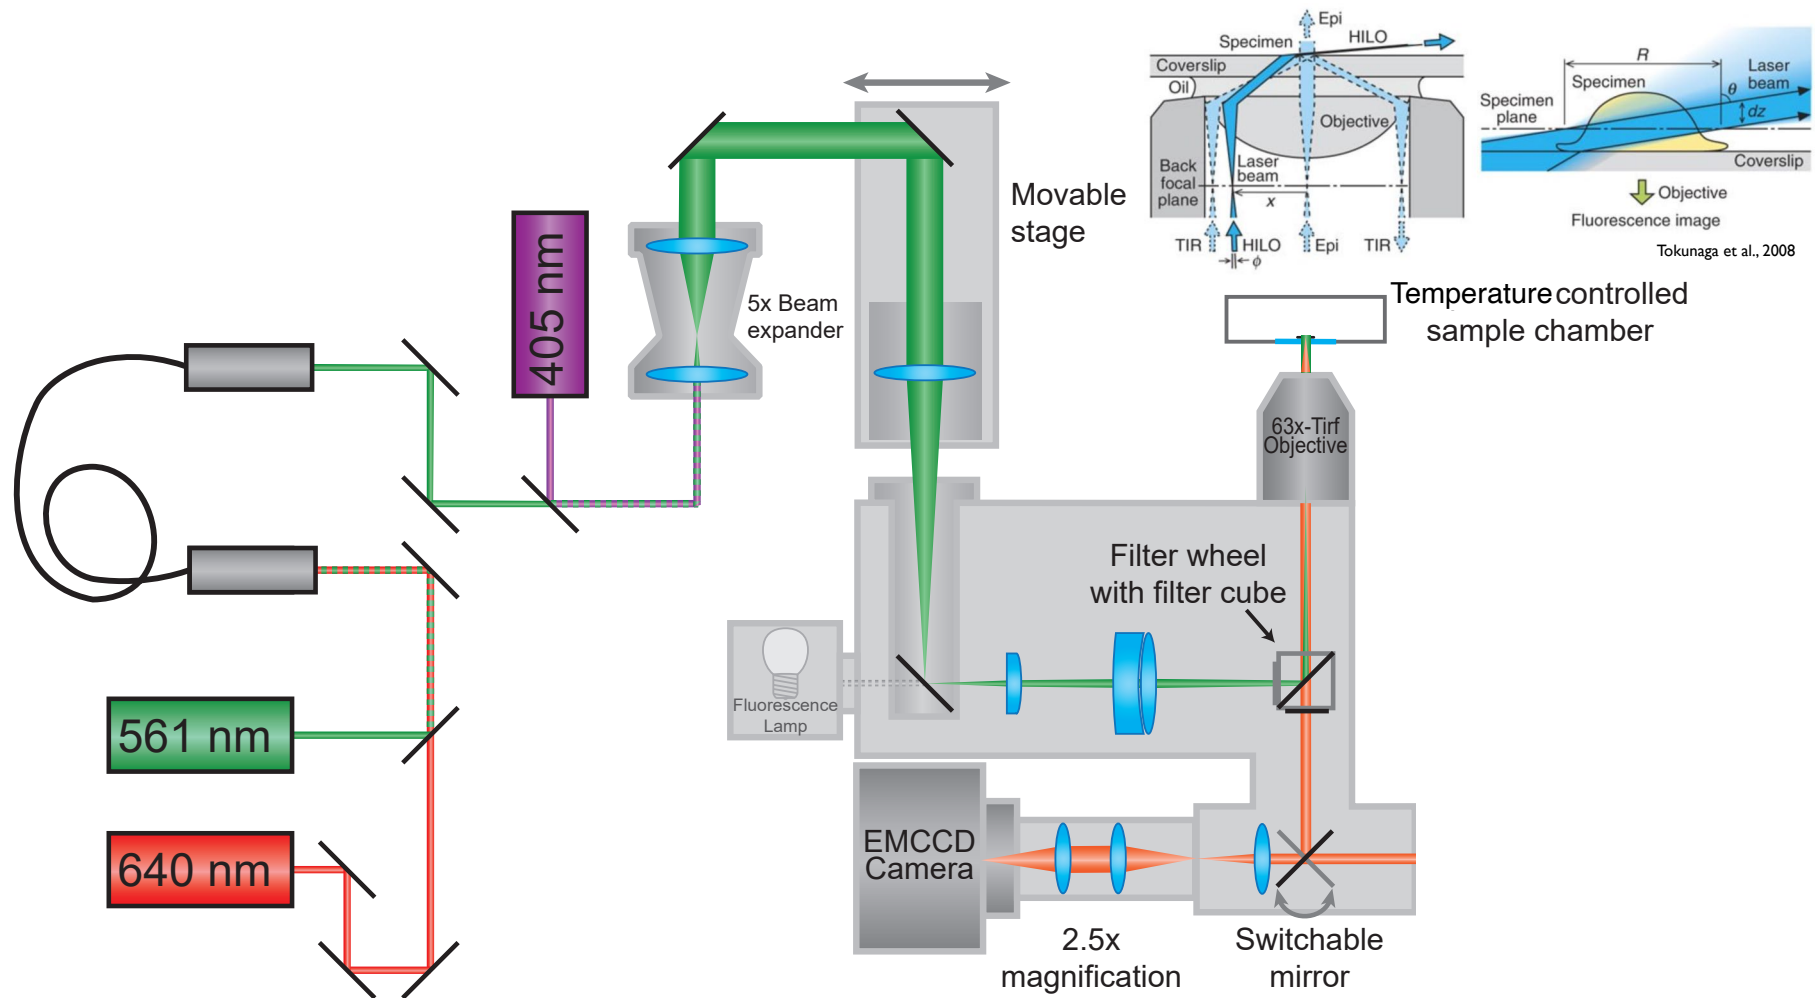 Epi
HILO
Specimen
Coverslip
Oil
Objective
Back
focal
plane
Laser
beam
x
TIR
HILO
Epi
TIR
ϕ
R
Specimen
Laser
beam
θ
Specimen
plane
dz
Coverslip
Objective
Fluorescence image
Tokunaga et al., 2008
Movable
stage
405 nm
5x Beam
expander
Temperature controlled
sample chamber
63x-Tirf
Objective
Filter wheel
with filter cube
Fluorescence
Lamp
561 nm
640 nm
EMCCD
Camera
2.5x
magnification
Switchable
mirror